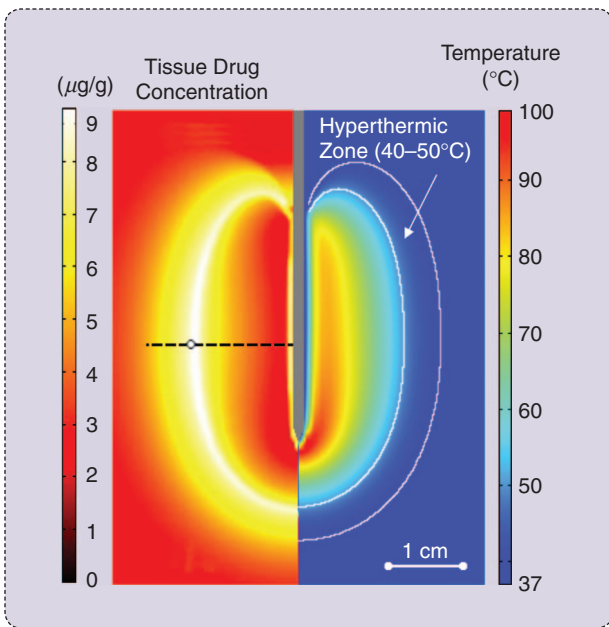 Tissue Drug
Concentration
(μg/g)
9
8
7
6
5
4
3
2
1
0
Temperature
(°C)
100
90
80
70
60
50
37
Hyperthermic
Zone (40–50°C)
1 cm